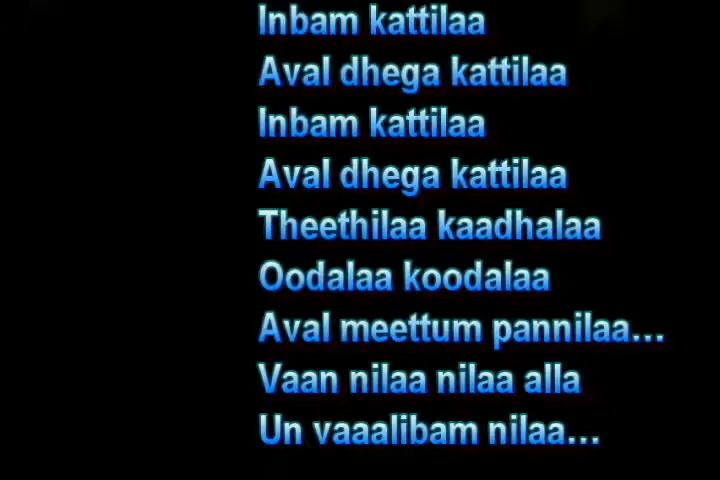 Inbam kattilaa
Aval dhega kattilaa
Inbam kattilaa
Aval dhega kattilaa
Theethilaa kaadhalaa
Oodalaa koodalaa
Aval meettum pannilaa...
Vaan nilaa nilaa alla
Un vaaalibam nilaa...